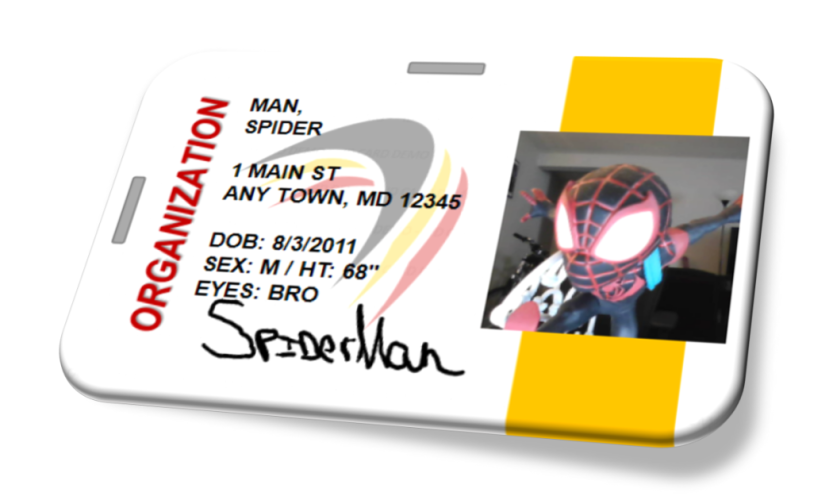 ORGANIZATION
MAN,
SPIDER
1 MAIN ST
ANY TOWN, MD 12345
DOB: 8/3/2011
SEX: M / HT: 68"
EYES: BRO
SpIDerMan